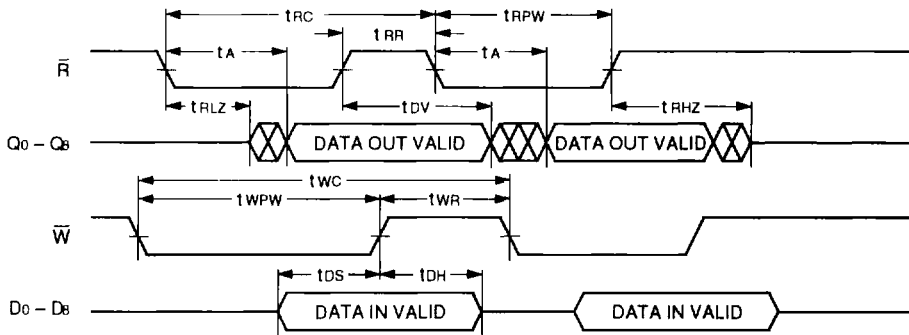 tRC tRPW
tA tRR tA
R
tRLZ tDV tRHZ
Q0 – Q8 DATA OUT VALID DATA OUT VALID
tWC
tWPW tWR
W
tDS tDH
D0 – D8 DATA IN VALID DATA IN VALID